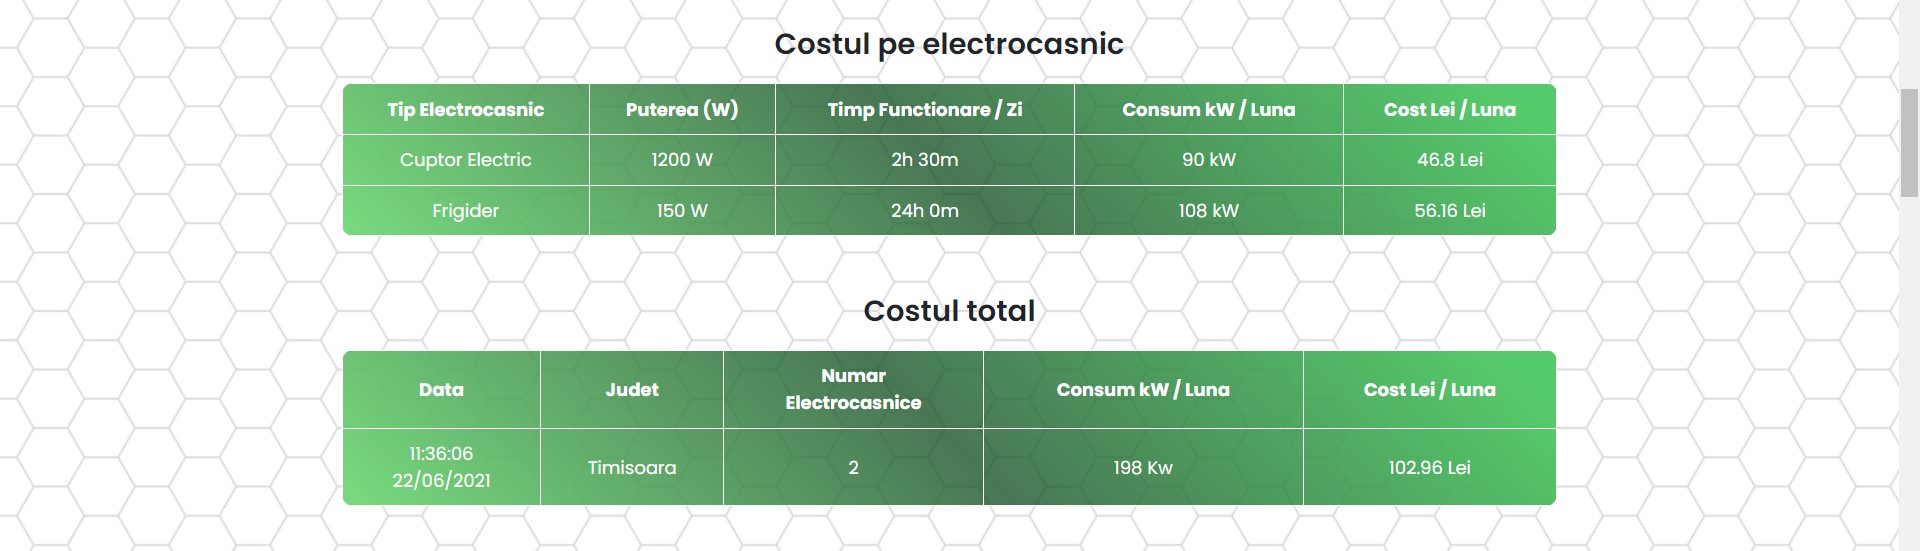 Costul pe electrocasnic
Tip Electrocasnic Puterea (W) Timp Functionare / Zi Consum kW / Luna Cost Lei / Luna
Cuptor Electric 1200 W 2h 30m 90 kW 46.8 Lei
Frigider 150 W 24h 0m 108 kW 56.16 Lei
Costul total
Data Judet Numar Electrocasnice Consum kW / Luna Cost Lei / Luna
11:36:06 22/06/2021 Timisoara 2 198 Kw 102.96 Lei